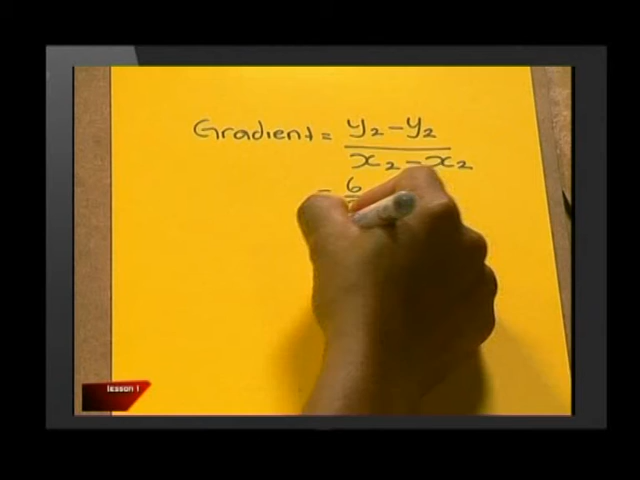 Gradient = y₂ - y₂ / x₂ - x₂
= 6
lesson 1